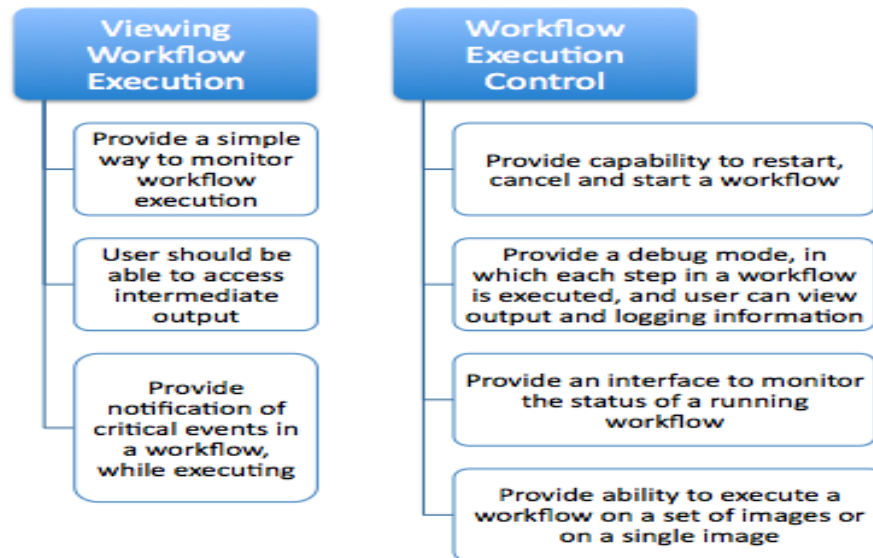 Viewing
Workflow
Execution
Provide a simple
way to monitor
workflow
execution
User should be
able to access
intermediate
output
Provide
notification of
critical events in
a workflow,
while executing
Workflow
Execution
Control
Provide capability to restart,
cancel and start a workflow
Provide a debug mode, in
which each step in a workflow
is executed, and user can view
output and logging information
Provide an interface to monitor
the status of a running
workflow
Provide ability to execute a
workflow on a set of images or
on a single image